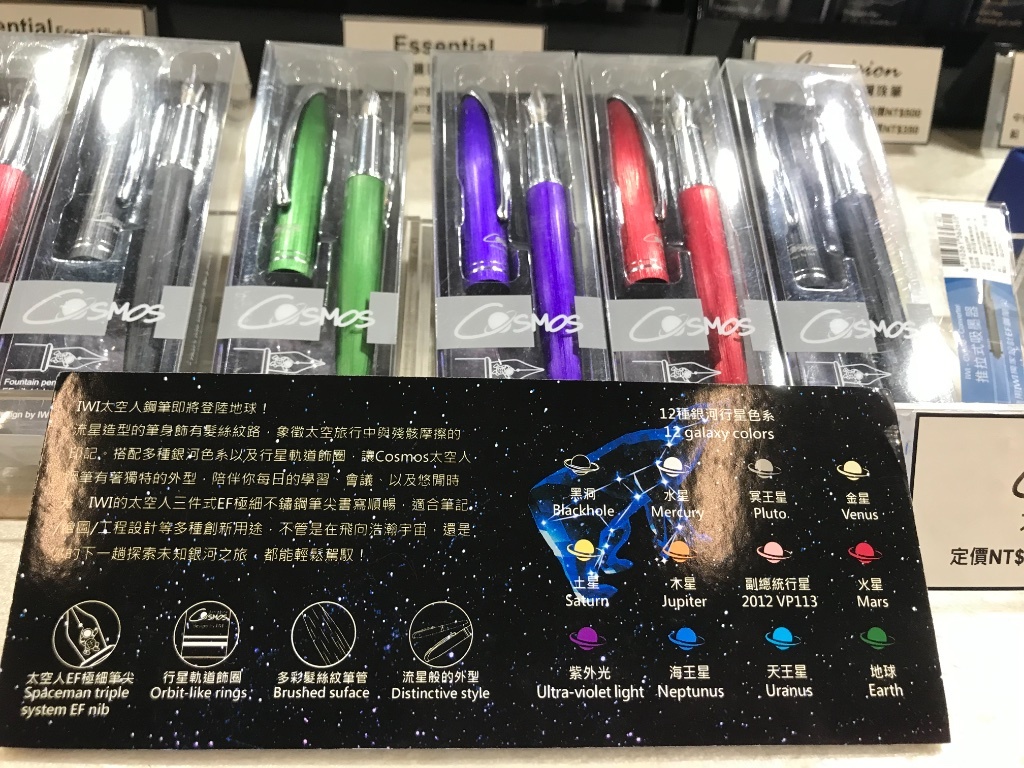 Essential
NT$500
NT$350
COSMOS
COSMOS
COSMOS
COSMOS
COSMOS
Fountain pen
推拉式吸墨器
定價NT$
IWI太空人鋼筆即將登陸地球！
流星造型的筆身飾有髮絲紋路，象徵太空旅行中與殘骸摩擦的
印記。搭配多種銀河色系以及行星軌道飾圈，讓Cosmos太空人
筆有著獨特的外型，陪伴你每日的學習、會議，以及悠閒時
IWI的太空人三件式EF極細不鏽鋼筆尖書寫順暢，適合筆記
繪圖/工程設計等多種創新用途，不管是在飛向浩瀚宇宙，還是
的下一趟探索未知銀河之旅，都能輕鬆駕馭！
太空人EF極細筆尖
Spaceman triple
system EF nib
行星軌道飾圈
Orbit-like rings
多彩髮絲紋筆管
Brushed suface
流星般的外型
Distinctive style
12種銀河行星色系
12 galaxy colors
黑洞
Blackhole
水星
Mercury
冥王星
Pluto
金星
Venus
土星
Saturn
木星
Jupiter
副總統行星
2012 VP113
火星
Mars
紫外光
Ultra-violet light
海王星
Neptunus
天王星
Uranus
地球
Earth